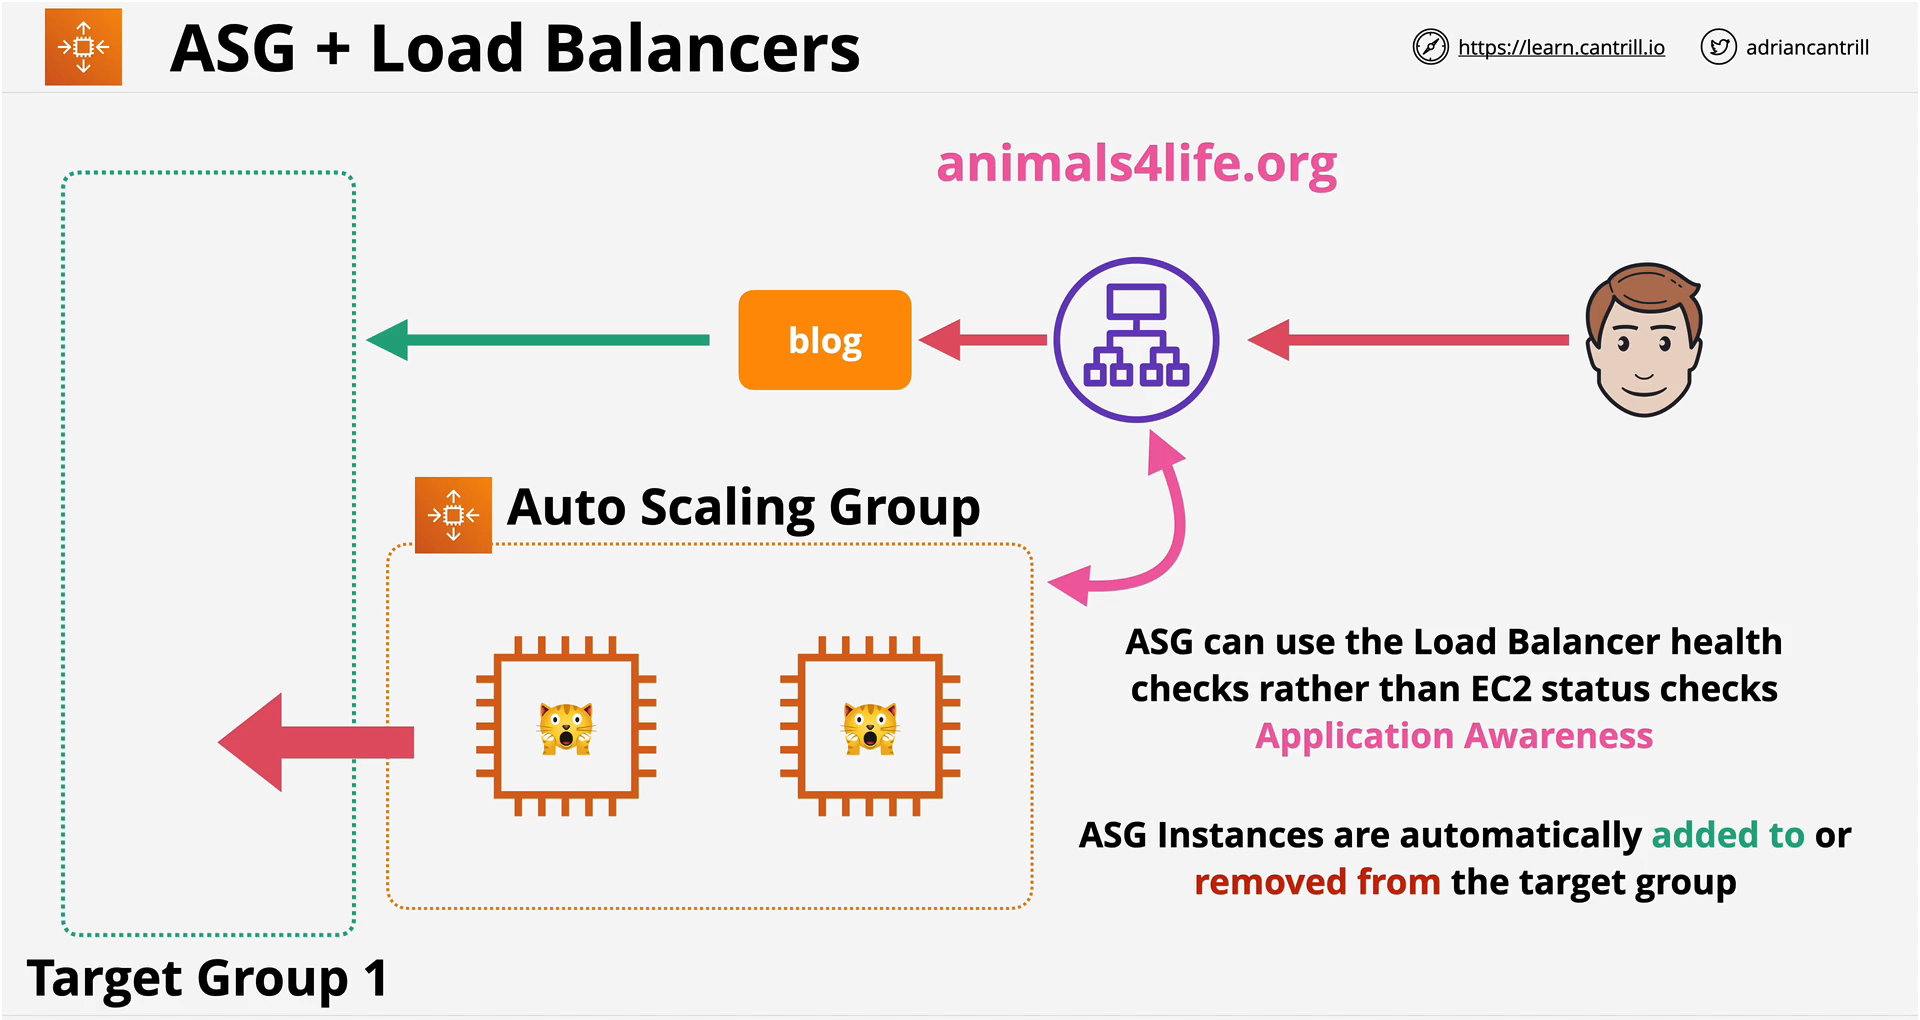 ASG + Load Balancers
https://learn.cantrill.io
adriancantrill
animals4life.org
blog
Auto Scaling Group
ASG can use the Load Balancer health
checks rather than EC2 status checks
Application Awareness
ASG Instances are automatically added to or
removed from the target group
Target Group 1